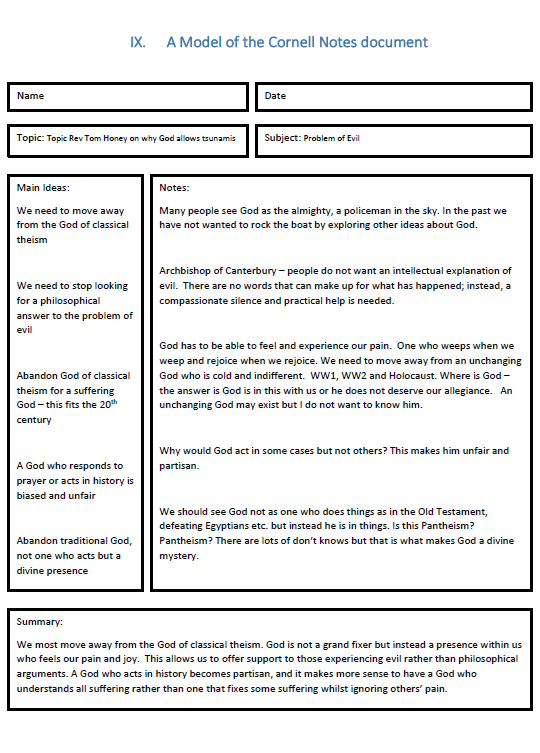 IX. A Model of the Cornell Notes document
Name
Date
Topic: Topic Rev Tom Honey on why God allows tsunamis
Subject: Problem of Evil
Main Ideas:
We need to move away
from the God of classical
theism
We need to stop looking
for a philosophical
answer to the problem of
evil
Abandon God of classical
theism for a suffering
God – this fits the 20th
century
A God who responds to
prayer or acts in history is
biased and unfair
Abandon traditional God,
not one who acts but a
divine presence
Notes:
Many people see God as the almighty, a policeman in the sky. In the past we
have not wanted to rock the boat by exploring other ideas about God.
Archbishop of Canterbury – people do not want an intellectual explanation of
evil. There are no words that can make up for what has happened; instead, a
compassionate silence and practical help is needed.
God has to be able to feel and experience our pain. One who weeps when we
weep and rejoice when we rejoice. We need to move away from an unchanging
God who is cold and indifferent. WW1, WW2 and Holocaust. Where is God –
the answer is God is in this with us or he does not deserve our allegiance. An
unchanging God may exist but I do not want to know him.
Why would God act in some cases but not others? This makes him unfair and
partisan.
We should see God not as one who does things as in the Old Testament,
defeating Egyptians etc. but instead he is in things. Is this Pantheism?
Pantheism? There are lots of don’t knows but that is what makes God a divine
mystery.
Summary:
We most move away from the God of classical theism. God is not a grand fixer but instead a presence within us
who feels our pain and joy. This allows us to offer support to those experiencing evil rather than philosophical
arguments. A God who acts in history becomes partisan, and it makes more sense to have a God who
understands all suffering rather than one that fixes some suffering whilst ignoring others’ pain.